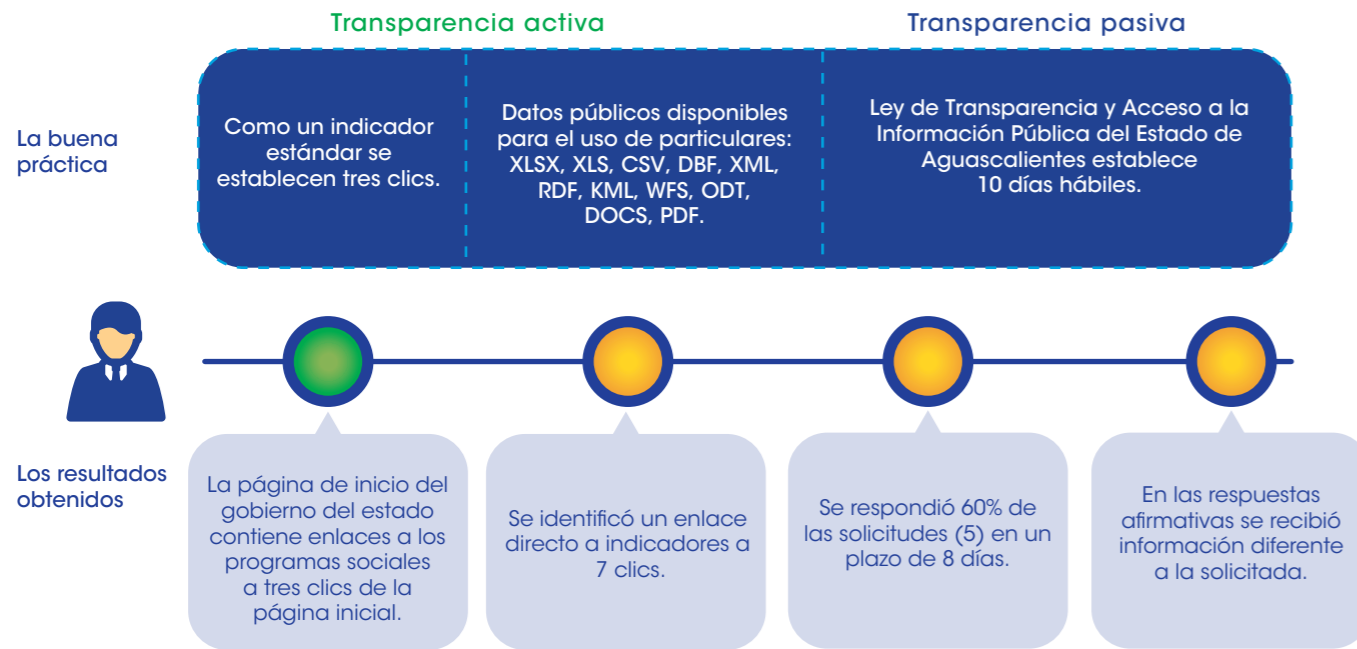 Transparencia activa
Transparencia pasiva
La buena
práctica
Como un indicador
estándar se
establecen tres clics.
Datos públicos disponibles
para el uso de particulares:
XLSX, XLS, CSV, DBF, XML,
RDF, KML, WFS, ODT,
DOCS, PDF.
Ley de Transparencia y Acceso a la
Información Pública del Estado de
Aguascalientes establece
10 días hábiles.
Los resultados
obtenidos
La página de inicio del
gobierno del estado
contiene enlaces a los
programas sociales
a tres clics de la
página inicial.
Se identificó un enlace
directo a indicadores a
7 clics.
Se respondió 60% de
las solicitudes (5) en un
plazo de 8 días.
En las respuestas
afirmativas se recibió
información diferente
a la solicitada.